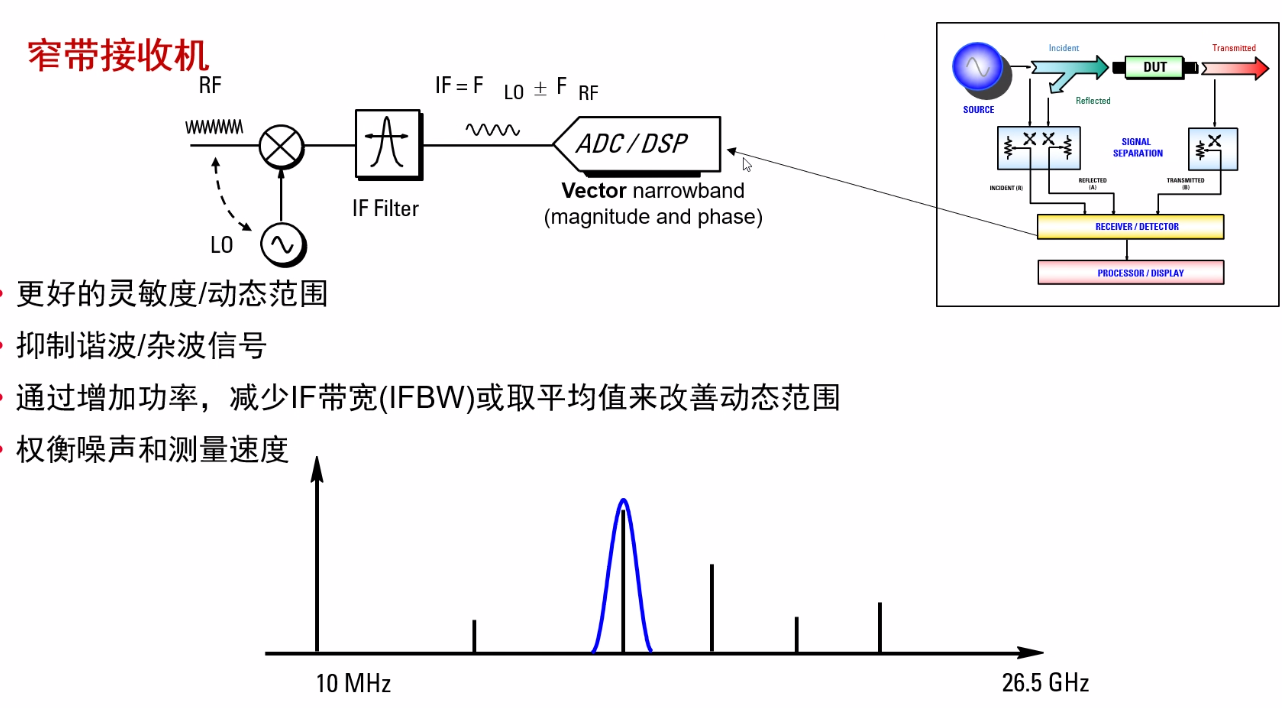 窄带接收机
RF
IF = F LO ± F RF
ADC / DSP
IF Filter
Vector narrowband
(magnitude and phase)
LO
Incident
Transmitted
DUT
SOURCE
Reflected
SIGNAL
SEPARATION
INCIDENT (R)
REFLECTED
(A)
TRANSMITTED
(B)
RECEIVER / DETECTOR
PROCESSOR / DISPLAY
• 更好的灵敏度/动态范围
• 抑制谐波/杂波信号
• 通过增加功率，减少IF带宽(IFBW)或取平均值来改善动态范围
• 权衡噪声和测量速度
10 MHz
26.5 GHz